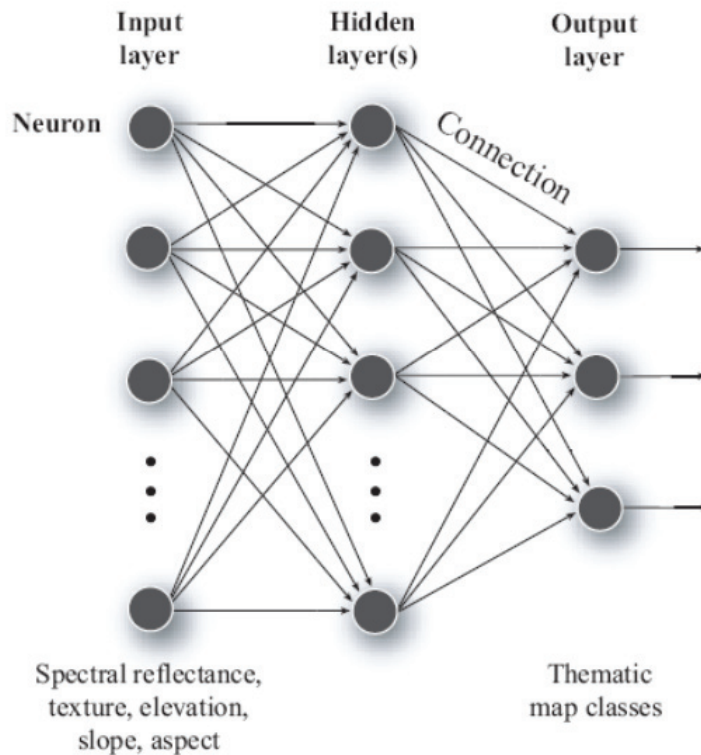 Input
layer
Hidden
layer(s)
Output
layer
Neuron
Connection
Spectral reflectance,
texture, elevation,
slope, aspect
Thematic
map classes